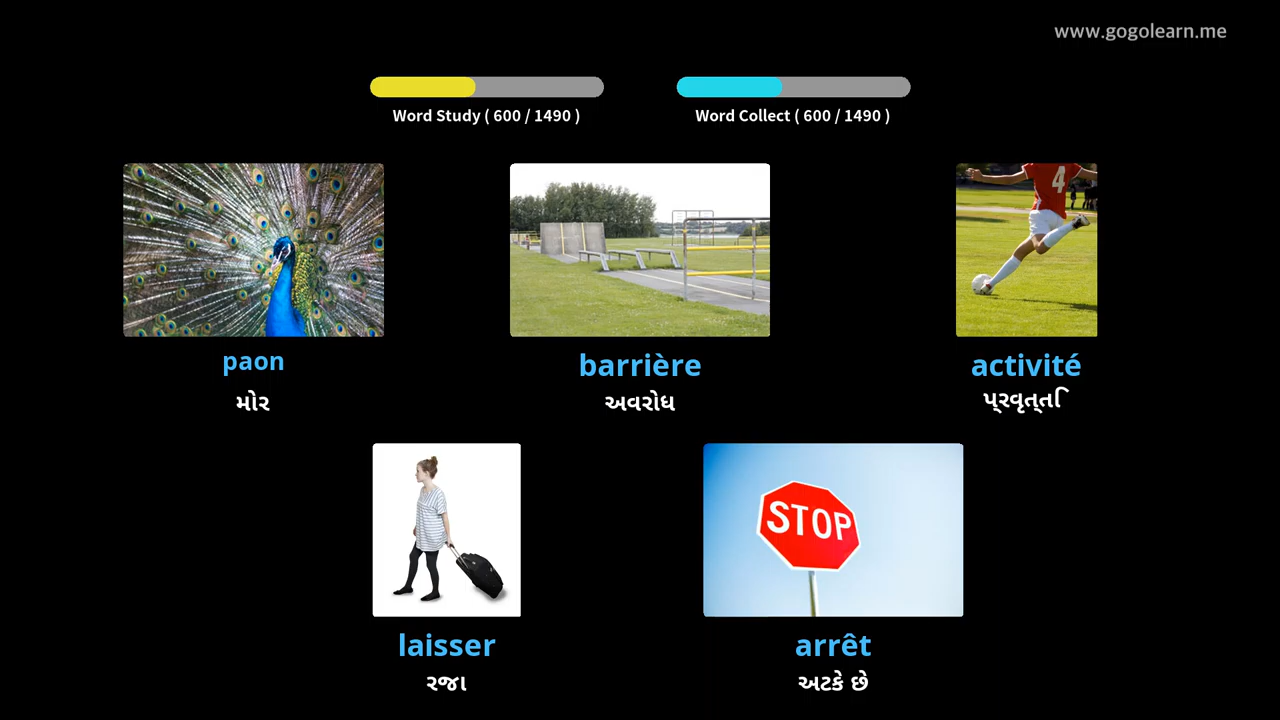 www.gogolearn.me
Word Study ( 600 / 1490 )
Word Collect ( 600 / 1490 )
4
paon
મોર
barrière
અવરોધ
activité
પ્રવૃત્તિ
STOP
laisser
રજા
arrêt
અટકે છે